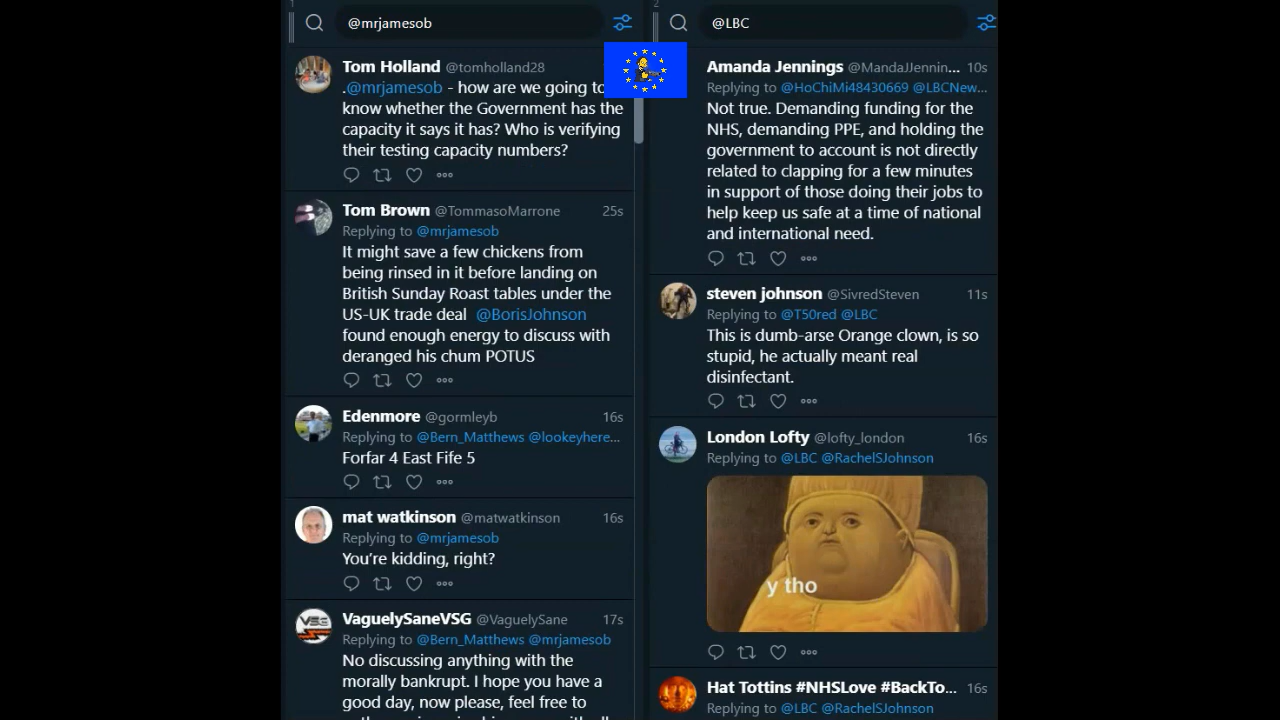 1
@mrjamesob
Tom Holland @tomholland28
.@mrjamesob - how are we going to
know whether the Government has the
capacity it says it has? Who is verifying
their testing capacity numbers?
Tom Brown @TommasoMarrone 25s
Replying to @mrjamesob
It might save a few chickens from
being rinsed in it before landing on
British Sunday Roast tables under the
US-UK trade deal @BorisJohnson
found enough energy to discuss with
deranged his chum POTUS
Edenmore @gormleyb 16s
Replying to @Bern_Matthews @lookeyhere...
Forfar 4 East Fife 5
mat watkinson @matwatkinson 16s
Replying to @mrjamesob
You're kidding, right?
VaguelySaneVSG @VaguelySane 17s
Replying to @Bern_Matthews @mrjamesob
No discussing anything with the
morally bankrupt. I hope you have a
good day, now please, feel free to
2
@LBC
Amanda Jennings @MandaJJennin... 10s
Replying to @HoChiMi48430669 @LBCNew...
Not true. Demanding funding for the
NHS, demanding PPE, and holding the
government to account is not directly
related to clapping for a few minutes
in support of those doing their jobs to
help keep us safe at a time of national
and international need.
steven johnson @SivredSteven 11s
Replying to @T50red @LBC
This is dumb-arse Orange clown, is so
stupid, he actually meant real
disinfectant.
London Lofty @lofty_london 16s
Replying to @LBC @RachelSJohnson
y tho
Hat Tottins #NHSLove #BackTo... 16s
Replying to @LBC @RachelSJohnson